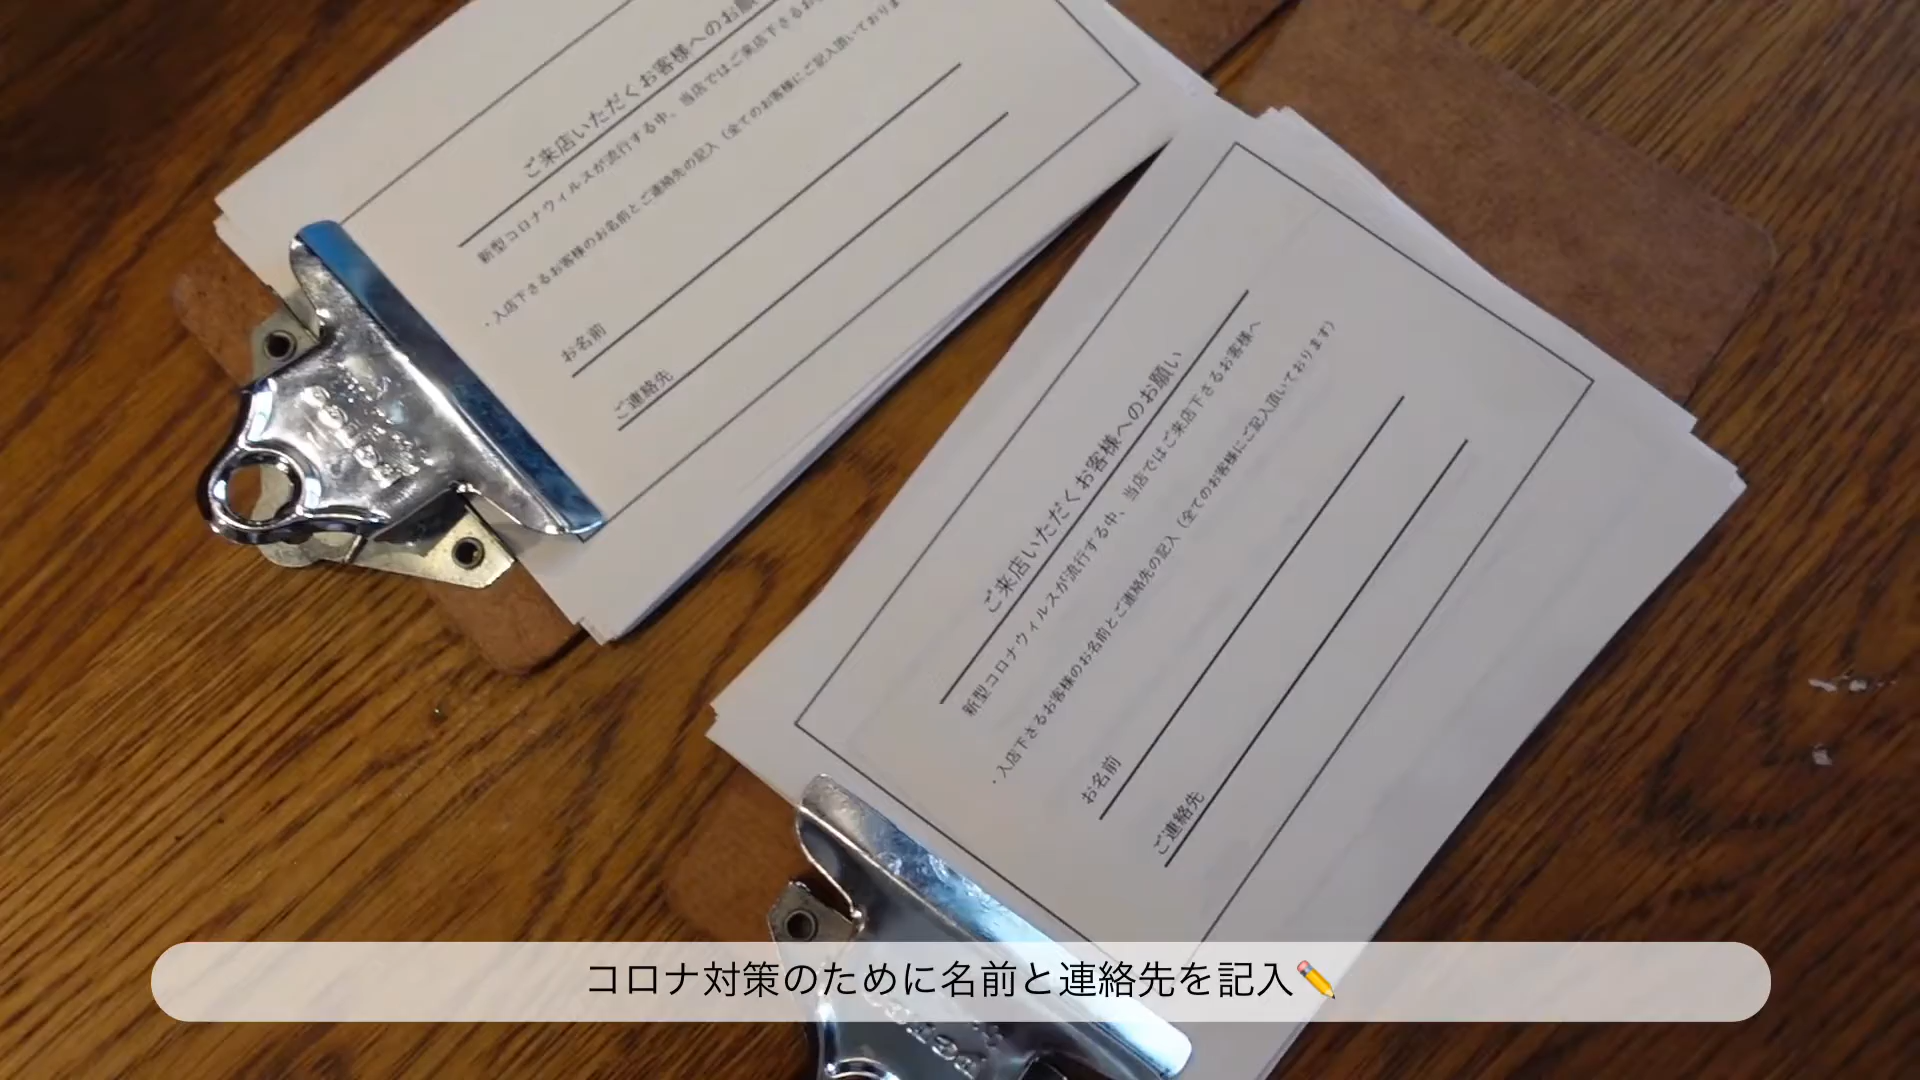 ご来店いただくお客様へのお願
新型コロナウィルスが流行する中、当店ではご来店下さるお
・入店下さるお客様のお名前とご連絡先の記入（全てのお客様にご記入頂いておりま
お名前
ご連絡先
ご来店いただくお客様へのお願い
新型コロナウィルスが流行する中、当店ではご来店下さるお客様へ
・入店下さるお客様のお名前とご連絡先の記入（全てのお客様にご記入頂いております）
お名前
ご連絡先
コロナ対策のために名前と連絡先を記入✏️